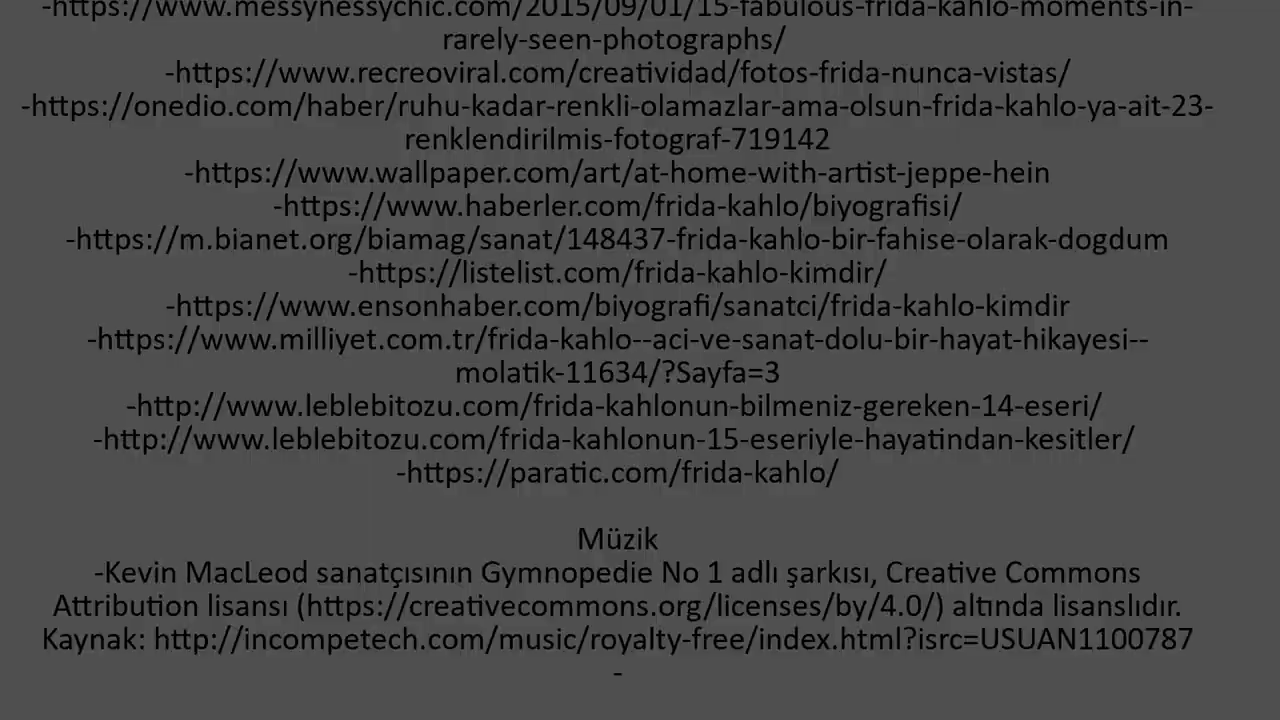 -https://www.messynessychic.com/2015/09/01/15-fabulous-frida-kahlo-moments-in-
rarely-seen-photographs/
-https://www.recreoviral.com/creatividad/fotos-frida-nunca-vistas/
-https://onedio.com/haber/ruhu-kadar-renkli-olamazlar-ama-olsun-frida-kahlo-ya-ait-23-
renklendirilmis-fotograf-719142
-https://www.wallpaper.com/art/at-home-with-artist-jeppe-hein
-https://www.haberler.com/frida-kahlo/biyografisi/
-https://m.bianet.org/biamag/sanat/148437-frida-kahlo-bir-fahise-olarak-dogdum
-https://listelist.com/frida-kahlo-kimdir/
-https://www.ensonhaber.com/biyografi/sanatci/frida-kahlo-kimdir
-https://www.milliyet.com.tr/frida-kahlo--aci-ve-sanat-dolu-bir-hayat-hikayesi--
molatik-11634/?Sayfa=3
-http://www.leblebitozu.com/frida-kahlonun-bilmeniz-gereken-14-eseri/
-http://www.leblebitozu.com/frida-kahlonun-15-eseriyle-hayatindan-kesitler/
-https://paratic.com/frida-kahlo/
Müzik
-Kevin MacLeod sanatçısının Gymnopedie No 1 adlı şarkısı, Creative Commons
Attribution lisansı (https://creativecommons.org/licenses/by/4.0/) altında lisanslıdır.
Kaynak: http://incompetech.com/music/royalty-free/index.html?isrc=USUAN1100787
-